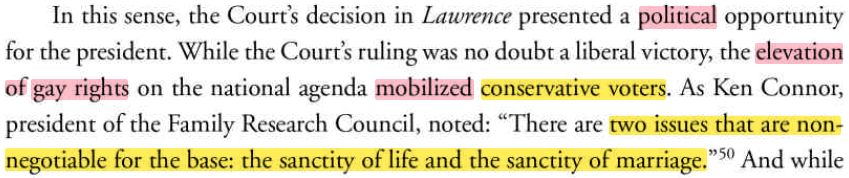 In this sense, the Court’s decision in Lawrence presented a political opportunity
for the president. While the Court’s ruling was no doubt a liberal victory, the elevation
of gay rights on the national agenda mobilized conservative voters. As Ken Connor,
president of the Family Research Council, noted: “There are two issues that are non-
negotiable for the base: the sanctity of life and the sanctity of marriage.”50 And while